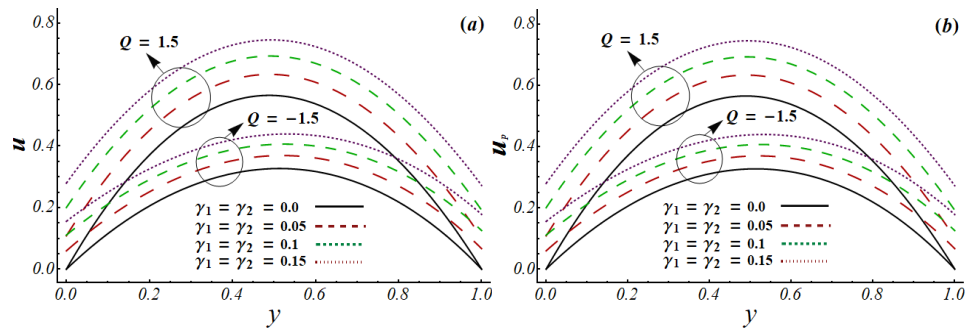 (a)
Q = 1.5
Q = −1.5
γ1 = γ2 = 0.0
γ1 = γ2 = 0.05
γ1 = γ2 = 0.1
γ1 = γ2 = 0.15
0.8
0.6
0.4
0.2
0.0
u
0.0 0.2 0.4 0.6 0.8 1.0
y
(b)
Q = 1.5
Q = −1.5
γ1 = γ2 = 0.0
γ1 = γ2 = 0.05
γ1 = γ2 = 0.1
γ1 = γ2 = 0.15
0.8
0.6
0.4
0.2
0.0
up
0.0 0.2 0.4 0.6 0.8 1.0
y